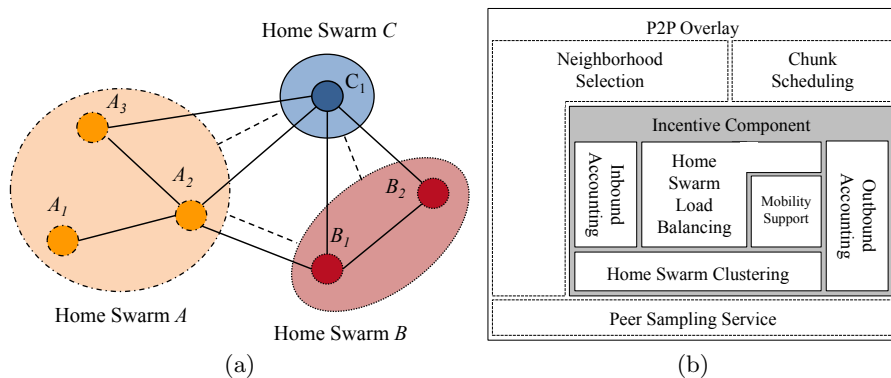 Home Swarm C
C1
A3
A2
A1
B2
B1
Home Swarm A
Home Swarm B
(a)
P2P Overlay
Neighborhood
Selection
Chunk
Scheduling
Incentive Component
Inbound
Accounting
Home
Swarm
Load
Balancing
Mobility
Support
Outbound
Accounting
Home Swarm Clustering
Peer Sampling Service
(b)